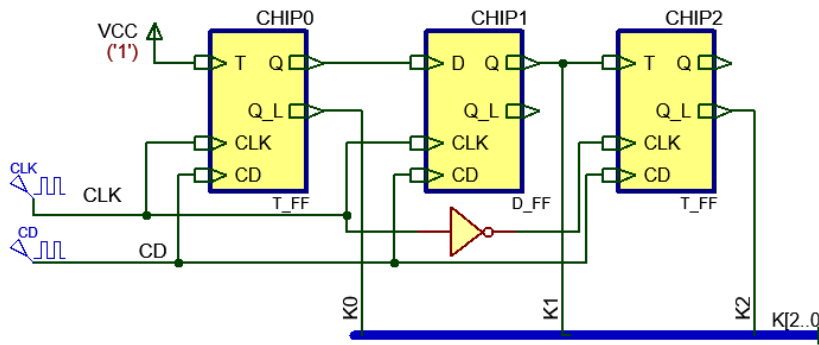 CHIP0
CHIP1
CHIP2
VCC
('1')
T
Q
Q_L
CLK
CD
T_FF
D
Q
Q_L
CLK
CD
D_FF
T
Q
Q_L
CLK
CD
T_FF
CLK
CLK
CD
CD
K0
K1
K2
K[2..0